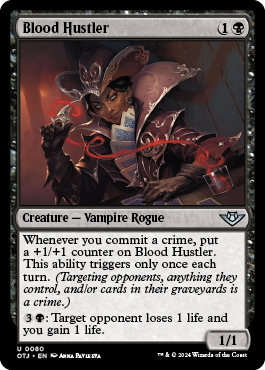 Blood Hustler 1
Creature — Vampire Rogue
Whenever you commit a crime, put
a +1/+1 counter on Blood Hustler.
This ability triggers only once each
turn. (Targeting opponents, anything they
control, and/or cards in their graveyards is
a crime.)
3 : Target opponent loses 1 life and
you gain 1 life.
1/1
U 0080
OTJ • EN Anna Pavleeva
™ & © 2024 Wizards of the Coast